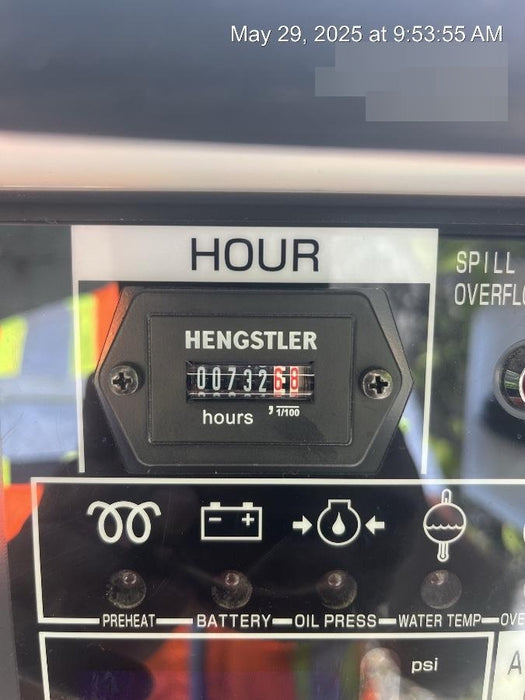 May 29, 2025 at 9:53:55 AM
HOUR
SPILL
HENGSTLER
0073268
hours , 1/100
- +
PREHEAT BATTERY OIL PRESS WATER TEMP
psi